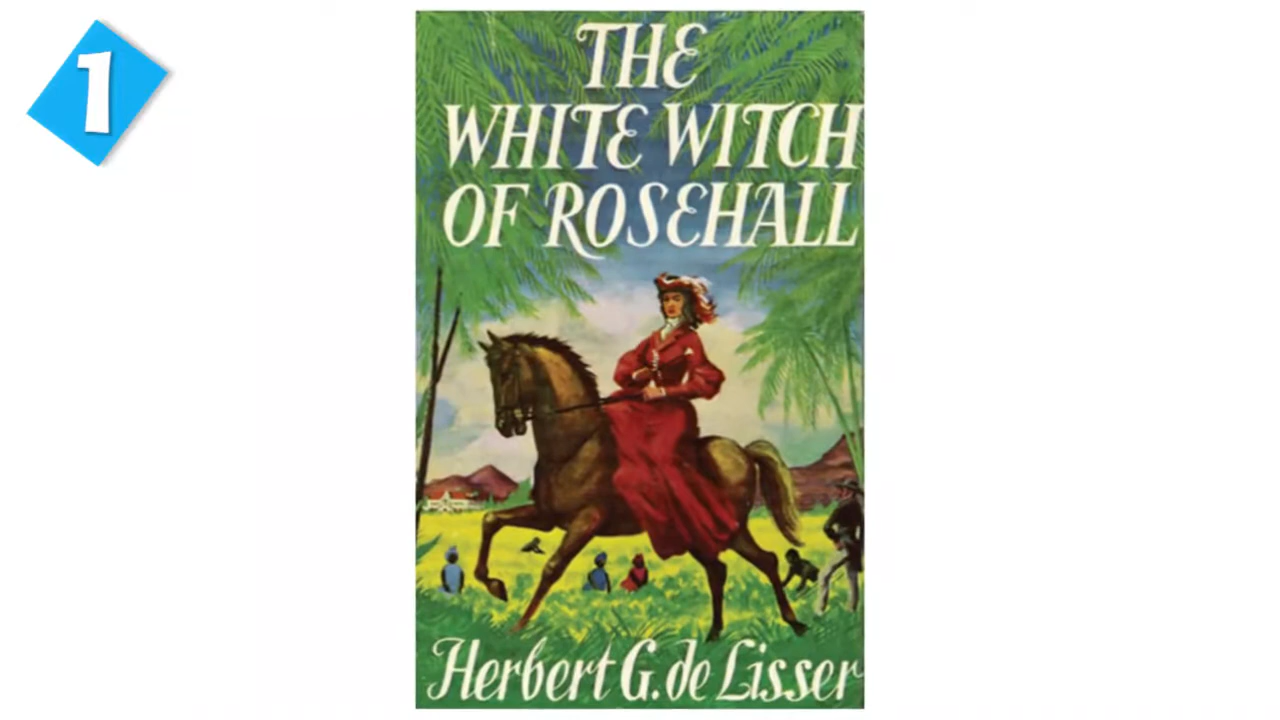 1
THE
WHITE WITCH
OF ROSEHALL
Herbert G. de Lisser